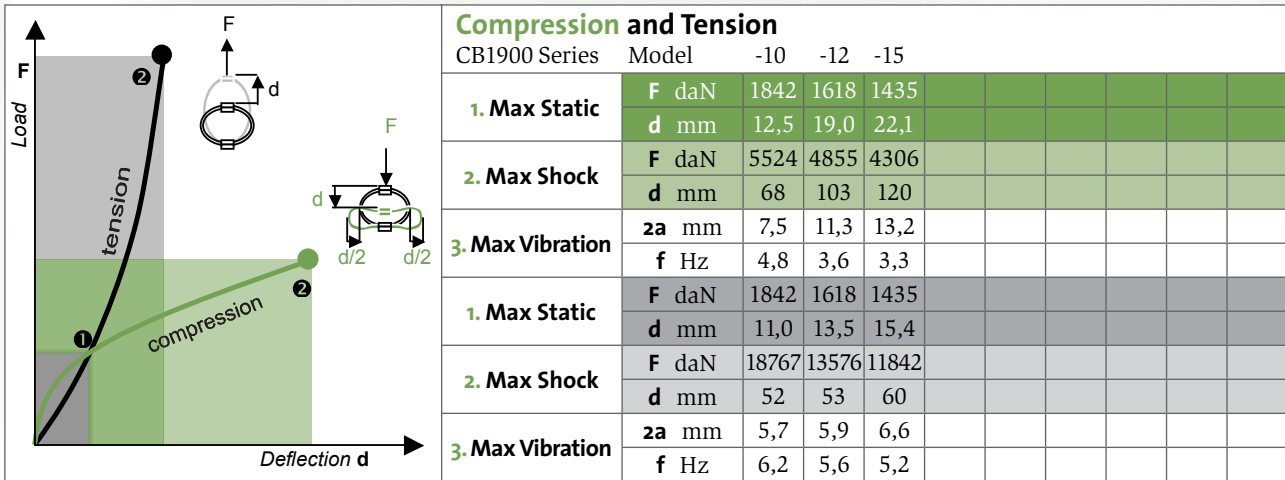 F
Load
tension
compression
❶
❷
❷
F
d
F
d
d/2 d/2
Deflection d
Compression and Tension
CB1900 Series Model -10 -12 -15
1. Max Static
F daN 1842 1618 1435
d mm 12,5 19,0 22,1
2. Max Shock
F daN 5524 4855 4306
d mm 68 103 120
3. Max Vibration
2a mm 7,5 11,3 13,2
f Hz 4,8 3,6 3,3
1. Max Static
F daN 1842 1618 1435
d mm 11,0 13,5 15,4
2. Max Shock
F daN 18767 13576 11842
d mm 52 53 60
3. Max Vibration
2a mm 5,7 5,9 6,6
f Hz 6,2 5,6 5,2